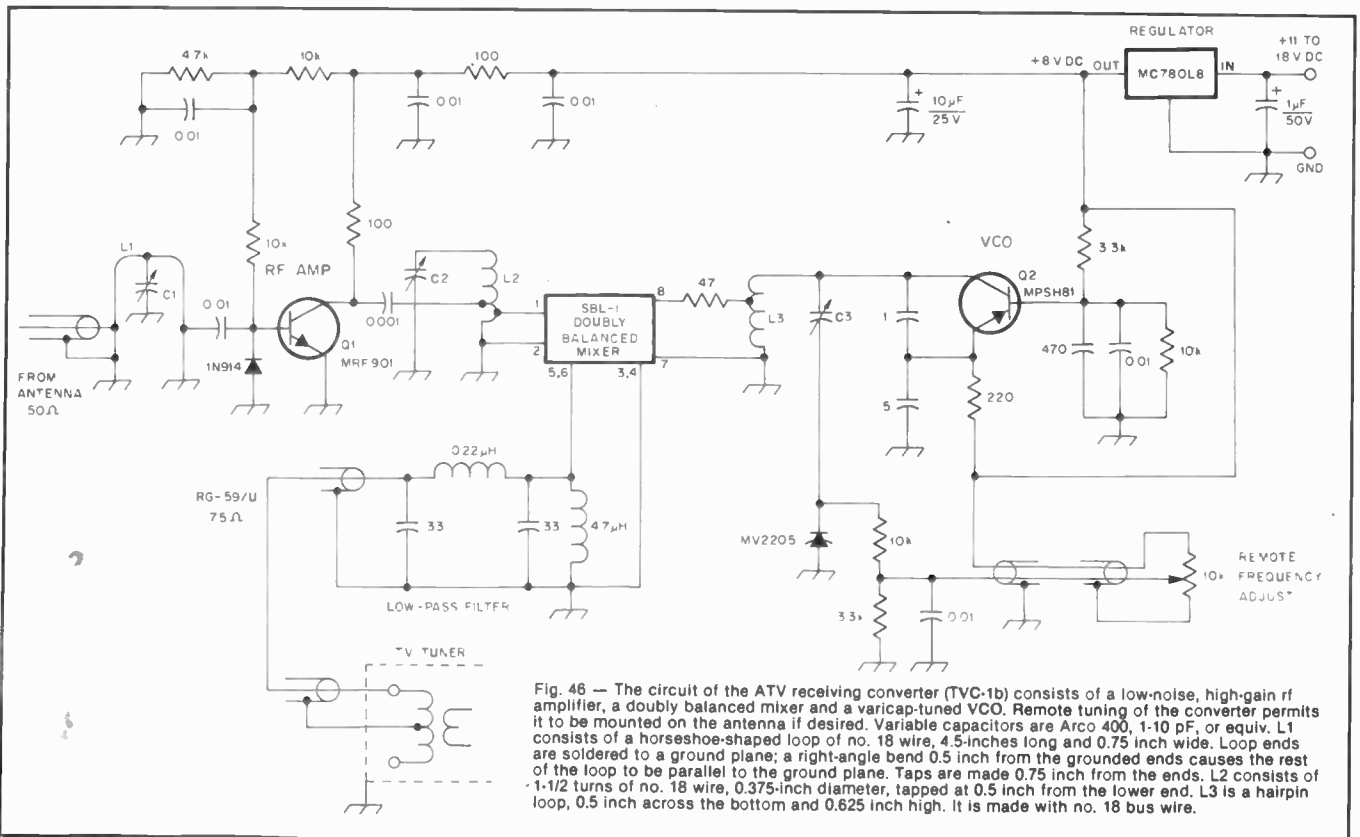 REGULATOR
4.7k
10k
100
+8 V DC
OUT
MC780L8
IN
+11 TO
18 V DC
0.01
0.01
0.01
+
10µF
25 V
+
1µF
50V
GND
L1
C1
0.01
10k
RF AMP
100
C2
L2
0.001
Q1
MRF901
1N914
FROM
ANTENNA
50Ω
1
2
SBL-1
DOUBLY
BALANCED
MIXER
8
7
5,6
3,4
47
L3
C3
1
5
VCO
Q2
MPSH81
3.3k
470
0.01
10k
220
0.22µH
RG-59/U
75Ω
33
33
4.7µH
LOW-PASS FILTER
MV2205
10k
3.3k
0.01
10k
REMOTE
FREQUENCY
ADJUST
TV TUNER
Fig. 46 — The circuit of the ATV receiving converter (TVC-1b) consists of a low-noise, high-gain rf
amplifier, a doubly balanced mixer and a varicap-tuned VCO. Remote tuning of the converter permits
it to be mounted on the antenna if desired. Variable capacitors are Arco 400, 1-10 pF, or equiv. L1
consists of a horseshoe-shaped loop of no. 18 wire, 4.5-inches long and 0.75 inch wide. Loop ends
are soldered to a ground plane; a right-angle bend 0.5 inch from the grounded ends causes the rest
of the loop to be parallel to the ground plane. Taps are made 0.75 inch from the ends. L2 consists of
1-1/2 turns of no. 18 wire, 0.375-inch diameter, tapped at 0.5 inch from the lower end. L3 is a hairpin
loop, 0.5 inch across the bottom and 0.625 inch high. It is made with no. 18 bus wire.